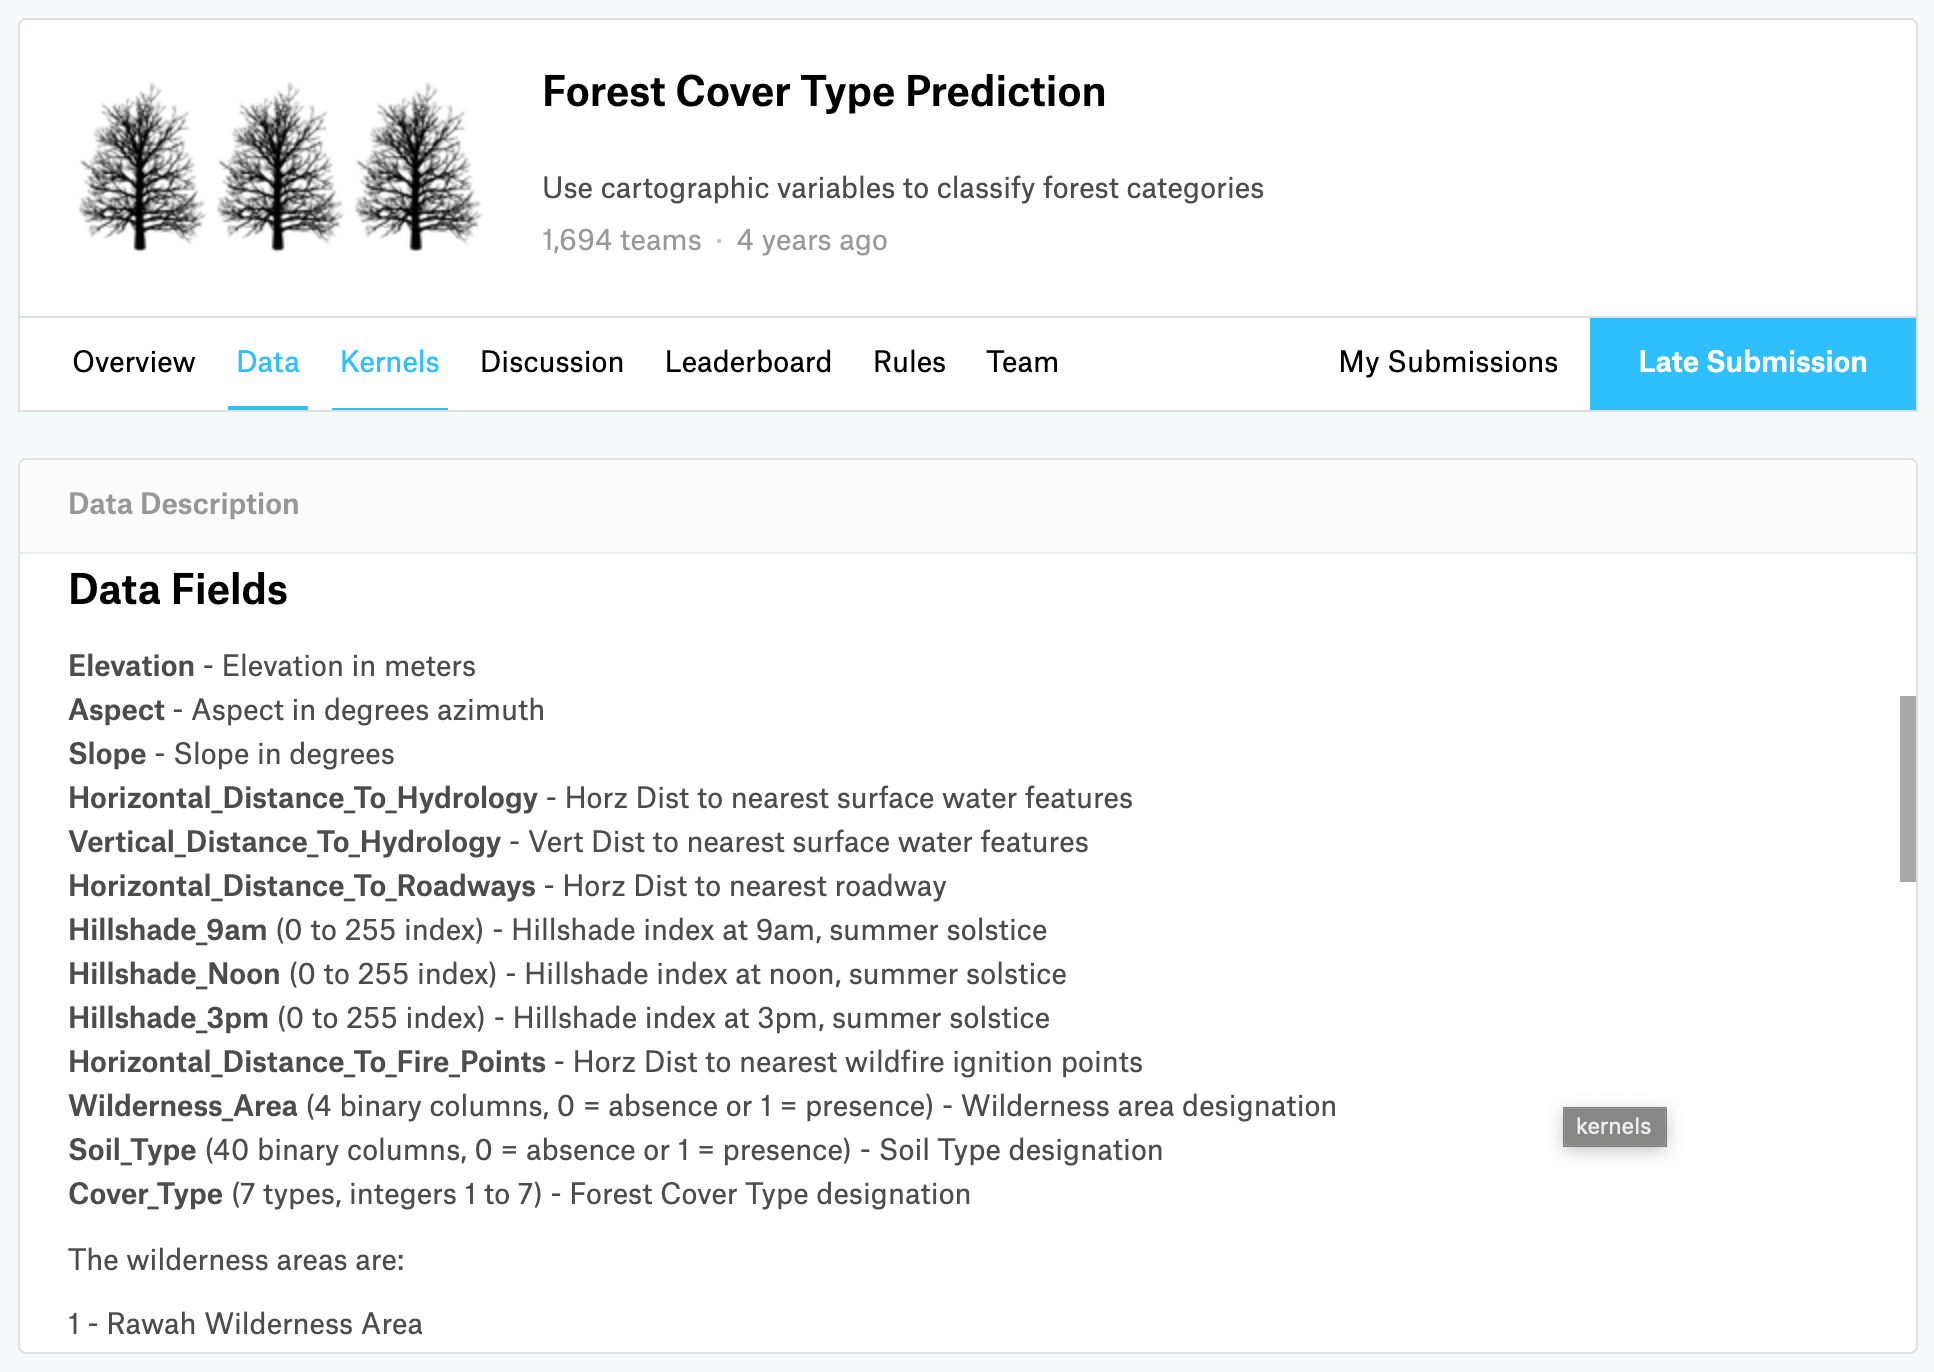 Forest Cover Type Prediction
Use cartographic variables to classify forest categories
1,694 teams · 4 years ago
Overview Data Kernels Discussion Leaderboard Rules Team My Submissions Late Submission
Data Description
Data Fields
Elevation - Elevation in meters
Aspect - Aspect in degrees azimuth
Slope - Slope in degrees
Horizontal_Distance_To_Hydrology - Horz Dist to nearest surface water features
Vertical_Distance_To_Hydrology - Vert Dist to nearest surface water features
Horizontal_Distance_To_Roadways - Horz Dist to nearest roadway
Hillshade_9am (0 to 255 index) - Hillshade index at 9am, summer solstice
Hillshade_Noon (0 to 255 index) - Hillshade index at noon, summer solstice
Hillshade_3pm (0 to 255 index) - Hillshade index at 3pm, summer solstice
Horizontal_Distance_To_Fire_Points - Horz Dist to nearest wildfire ignition points
Wilderness_Area (4 binary columns, 0 = absence or 1 = presence) - Wilderness area designation
kernels
Soil_Type (40 binary columns, 0 = absence or 1 = presence) - Soil Type designation
Cover_Type (7 types, integers 1 to 7) - Forest Cover Type designation
The wilderness areas are:
1 - Rawah Wilderness Area